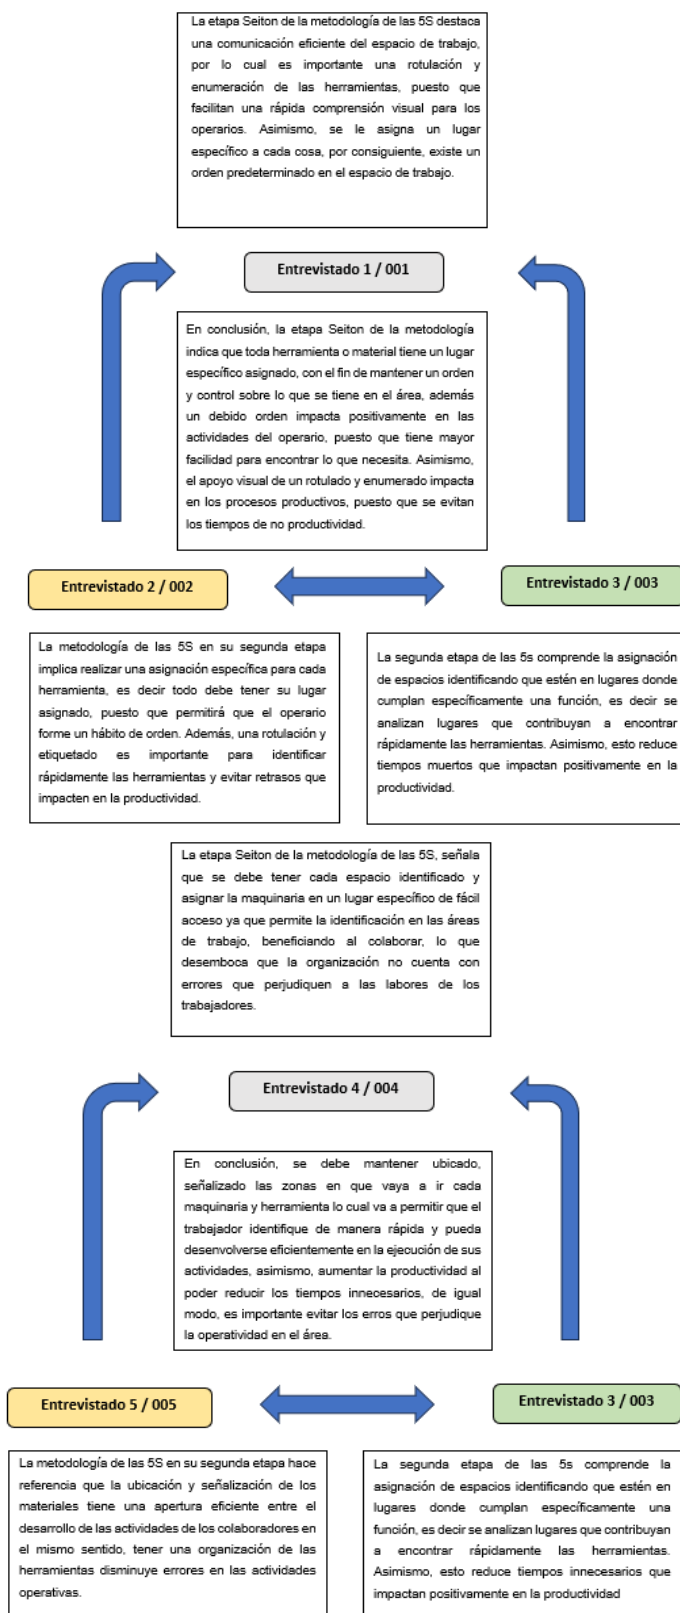 La etapa Seiton de la metodología de las 5S destaca
una comunicación eficiente del espacio de trabajo,
por lo cual es importante una rotulación y
enumeración de las herramientas, puesto que
facilitan una rápida comprensión visual para los
operarios. Asimismo, se le asigna un lugar
específico a cada cosa, por consiguiente, existe un
orden predeterminado en el espacio de trabajo.
Entrevistado 1 / 001
En conclusión, la etapa Seiton de la metodología
indica que toda herramienta o material tiene un lugar
específico asignado, con el fin de mantener un orden
y control sobre lo que se tiene en el área, además
un debido orden impacta positivamente en las
actividades del operario, puesto que tiene mayor
facilidad para encontrar lo que necesita. Asimismo,
el apoyo visual de un rotulado y enumerado impacta
en los procesos productivos, puesto que se evitan
los tiempos de no productividad.
Entrevistado 2 / 002
Entrevistado 3 / 003
La metodología de las 5S en su segunda etapa
implica realizar una asignación específica para cada
herramienta, es decir todo debe tener su lugar
asignado, puesto que permitirá que el operario
forme un hábito de orden. Además, una rotulación y
etiquetado es importante para identificar
rápidamente las herramientas y evitar retrasos que
impacten en la productividad.
La segunda etapa de las 5s comprende la asignación
de espacios identificando que estén en lugares donde
cumplan específicamente una función, es decir se
analizan lugares que contribuyan a encontrar
rápidamente las herramientas. Asimismo, esto reduce
tiempos muertos que impactan positivamente en la
productividad.
La etapa Seiton de la metodología de las 5S, señala
que se debe tener cada espacio identificado y
asignar la maquinaria en un lugar específico de fácil
acceso ya que permite la identificación en las áreas
de trabajo, beneficiando al colaborar, lo que
desemboca que la organización no cuenta con
errores que perjudiquen a las labores de los
trabajadores.
Entrevistado 4 / 004
En conclusión, se debe mantener ubicado,
señalizado las zonas en que vaya a ir cada
maquinaria y herramienta lo cual va a permitir que el
trabajador identifique de manera rápida y pueda
desenvolverse eficientemente en la ejecución de sus
actividades, asimismo, aumentar la productividad al
poder reducir los tiempos innecesarios, de igual
modo, es importante evitar los erros que perjudique
la operatividad en el área.
Entrevistado 5 / 005
Entrevistado 3 / 003
La metodología de las 5S en su segunda etapa hace
referencia que la ubicación y señalización de los
materiales tiene una apertura eficiente entre el
desarrollo de las actividades de los colaboradores en
el mismo sentido, tener una organización de las
herramientas disminuye errores en las actividades
operativas.
La segunda etapa de las 5s comprende la
asignación de espacios identificando que estén en
lugares donde cumplan específicamente una
función, es decir se analizan lugares que contribuyan
a encontrar rápidamente las herramientas.
Asimismo, esto reduce tiempos innecesarios que
impactan positivamente en la productividad